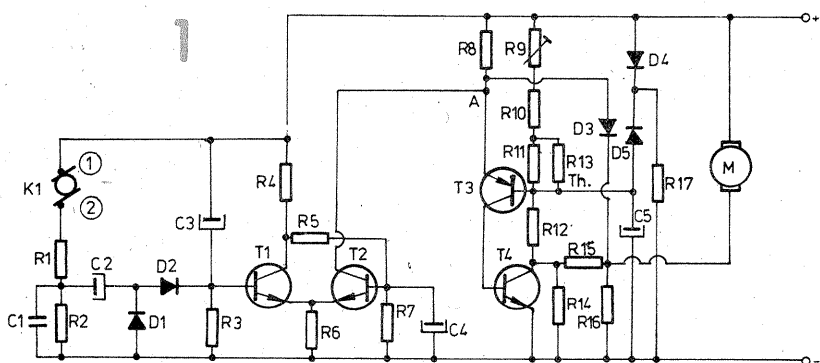 1
+
R8
R9
D4
A
R10
D3
D5
1
K1
2
R4
R11
R13
Th.
R17
M
C3
T3
R5
R12
C5
R1
C2
D2
T1
T2
T4
R15
C1
R2
D1
R3
R6
R7
C4
R14
R16
-